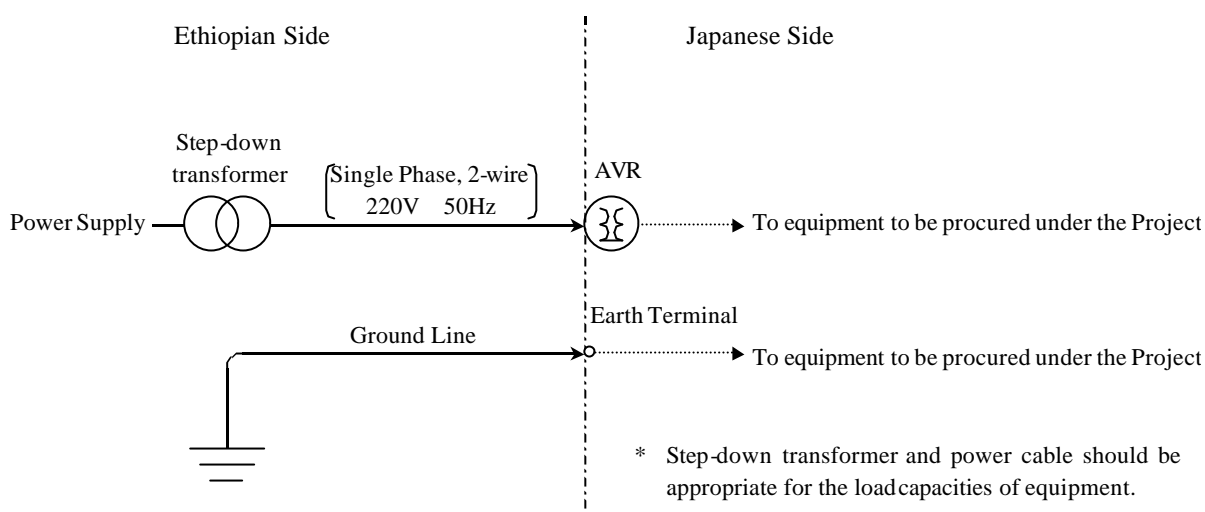 Ethiopian Side
Japanese Side
Step-down
transformer
Single Phase, 2-wire
220V 50Hz
AVR
Power Supply
To equipment to be procured under the Project
Earth Terminal
Ground Line
To equipment to be procured under the Project
* Step-down transformer and power cable should be
appropriate for the loadcapacities of equipment.